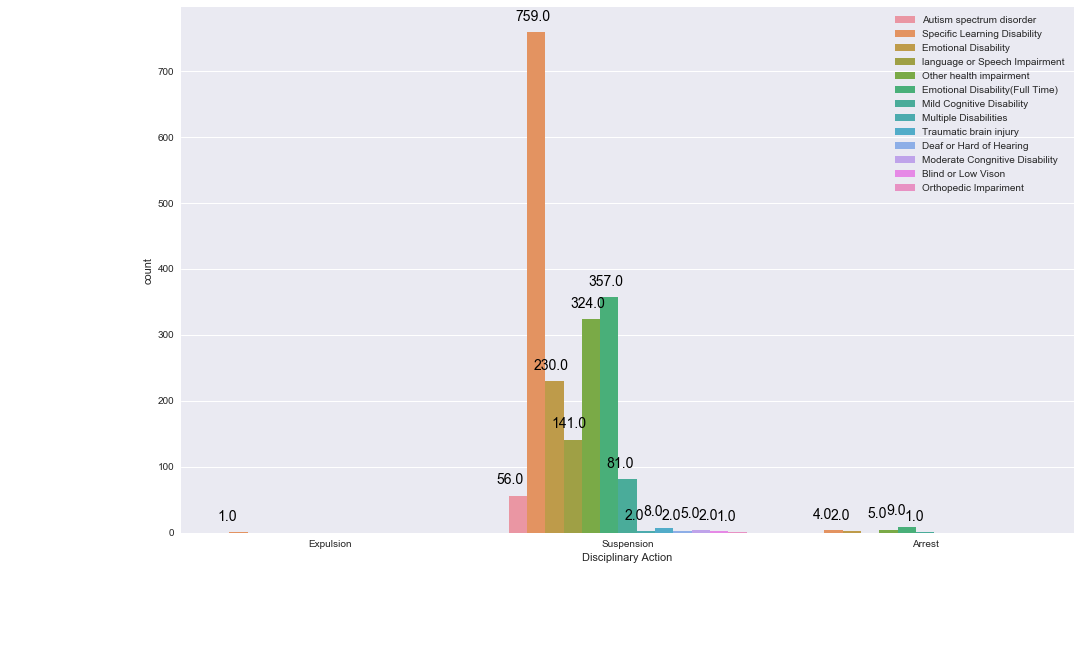 759.0
Autism spectrum disorder
Specific Learning Disability
Emotional Disability
language or Speech Impairment
Other health impairment
Emotional Disability(Full Time)
Mild Cognitive Disability
Multiple Disabilities
Traumatic brain injury
Deaf or Hard of Hearing
Moderate Congnitive Disability
Blind or Low Vison
Orthopedic Impariment
700
600
500
400
300
200
100
0
count
357.0
324.0
230.0
141.0
81.0
56.0
1.0
2.0
8.0
2.0
5.0
2.0
1.0
4.0
2.0
5.0
9.0
1.0
Expulsion
Suspension
Arrest
Disciplinary Action